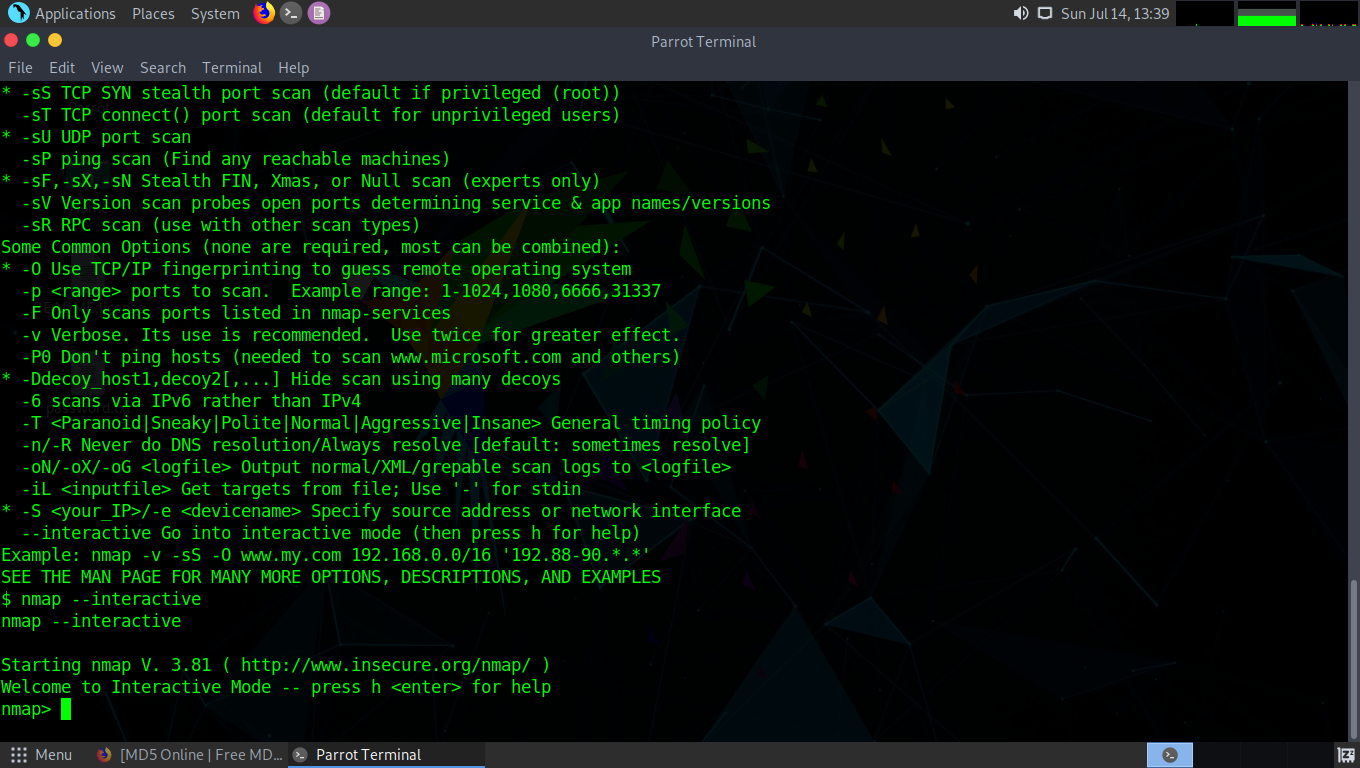 Applications Places System Sun Jul 14, 13:39
Parrot Terminal
File Edit View Search Terminal Help
* -sS TCP SYN stealth port scan (default if privileged (root))
-sT TCP connect() port scan (default for unprivileged users)
* -sU UDP port scan
-sP ping scan (Find any reachable machines)
* -sF,-sX,-sN Stealth FIN, Xmas, or Null scan (experts only)
-sV Version scan probes open ports determining service & app names/versions
-sR RPC scan (use with other scan types)
Some Common Options (none are required, most can be combined):
* -O Use TCP/IP fingerprinting to guess remote operating system
-p <range> ports to scan.  Example range: 1-1024,1080,6666,31337
-F Only scans ports listed in nmap-services
-v Verbose. Its use is recommended.  Use twice for greater effect.
-P0 Don't ping hosts (needed to scan www.microsoft.com and others)
* -Ddecoy_host1,decoy2[,...] Hide scan using many decoys
-6 scans via IPv6 rather than IPv4
-T <Paranoid|Sneaky|Polite|Normal|Aggressive|Insane> General timing policy
-n/-R Never do DNS resolution/Always resolve [default: sometimes resolve]
-oN/-oX/-oG <logfile> Output normal/XML/grepable scan logs to <logfile>
-iL <inputfile> Get targets from file; Use '-' for stdin
* -S <your_IP>/-e <devicename> Specify source address or network interface
--interactive Go into interactive mode (then press h for help)
Example: nmap -v -sS -O www.my.com 192.168.0.0/16 '192.88-90.*.*'
SEE THE MAN PAGE FOR MANY MORE OPTIONS, DESCRIPTIONS, AND EXAMPLES
$ nmap --interactive
nmap --interactive
Starting nmap V. 3.81 ( http://www.insecure.org/nmap/ )
Welcome to Interactive Mode -- press h <enter> for help
nmap>
Menu [MD5 Online | Free MD... Parrot Terminal